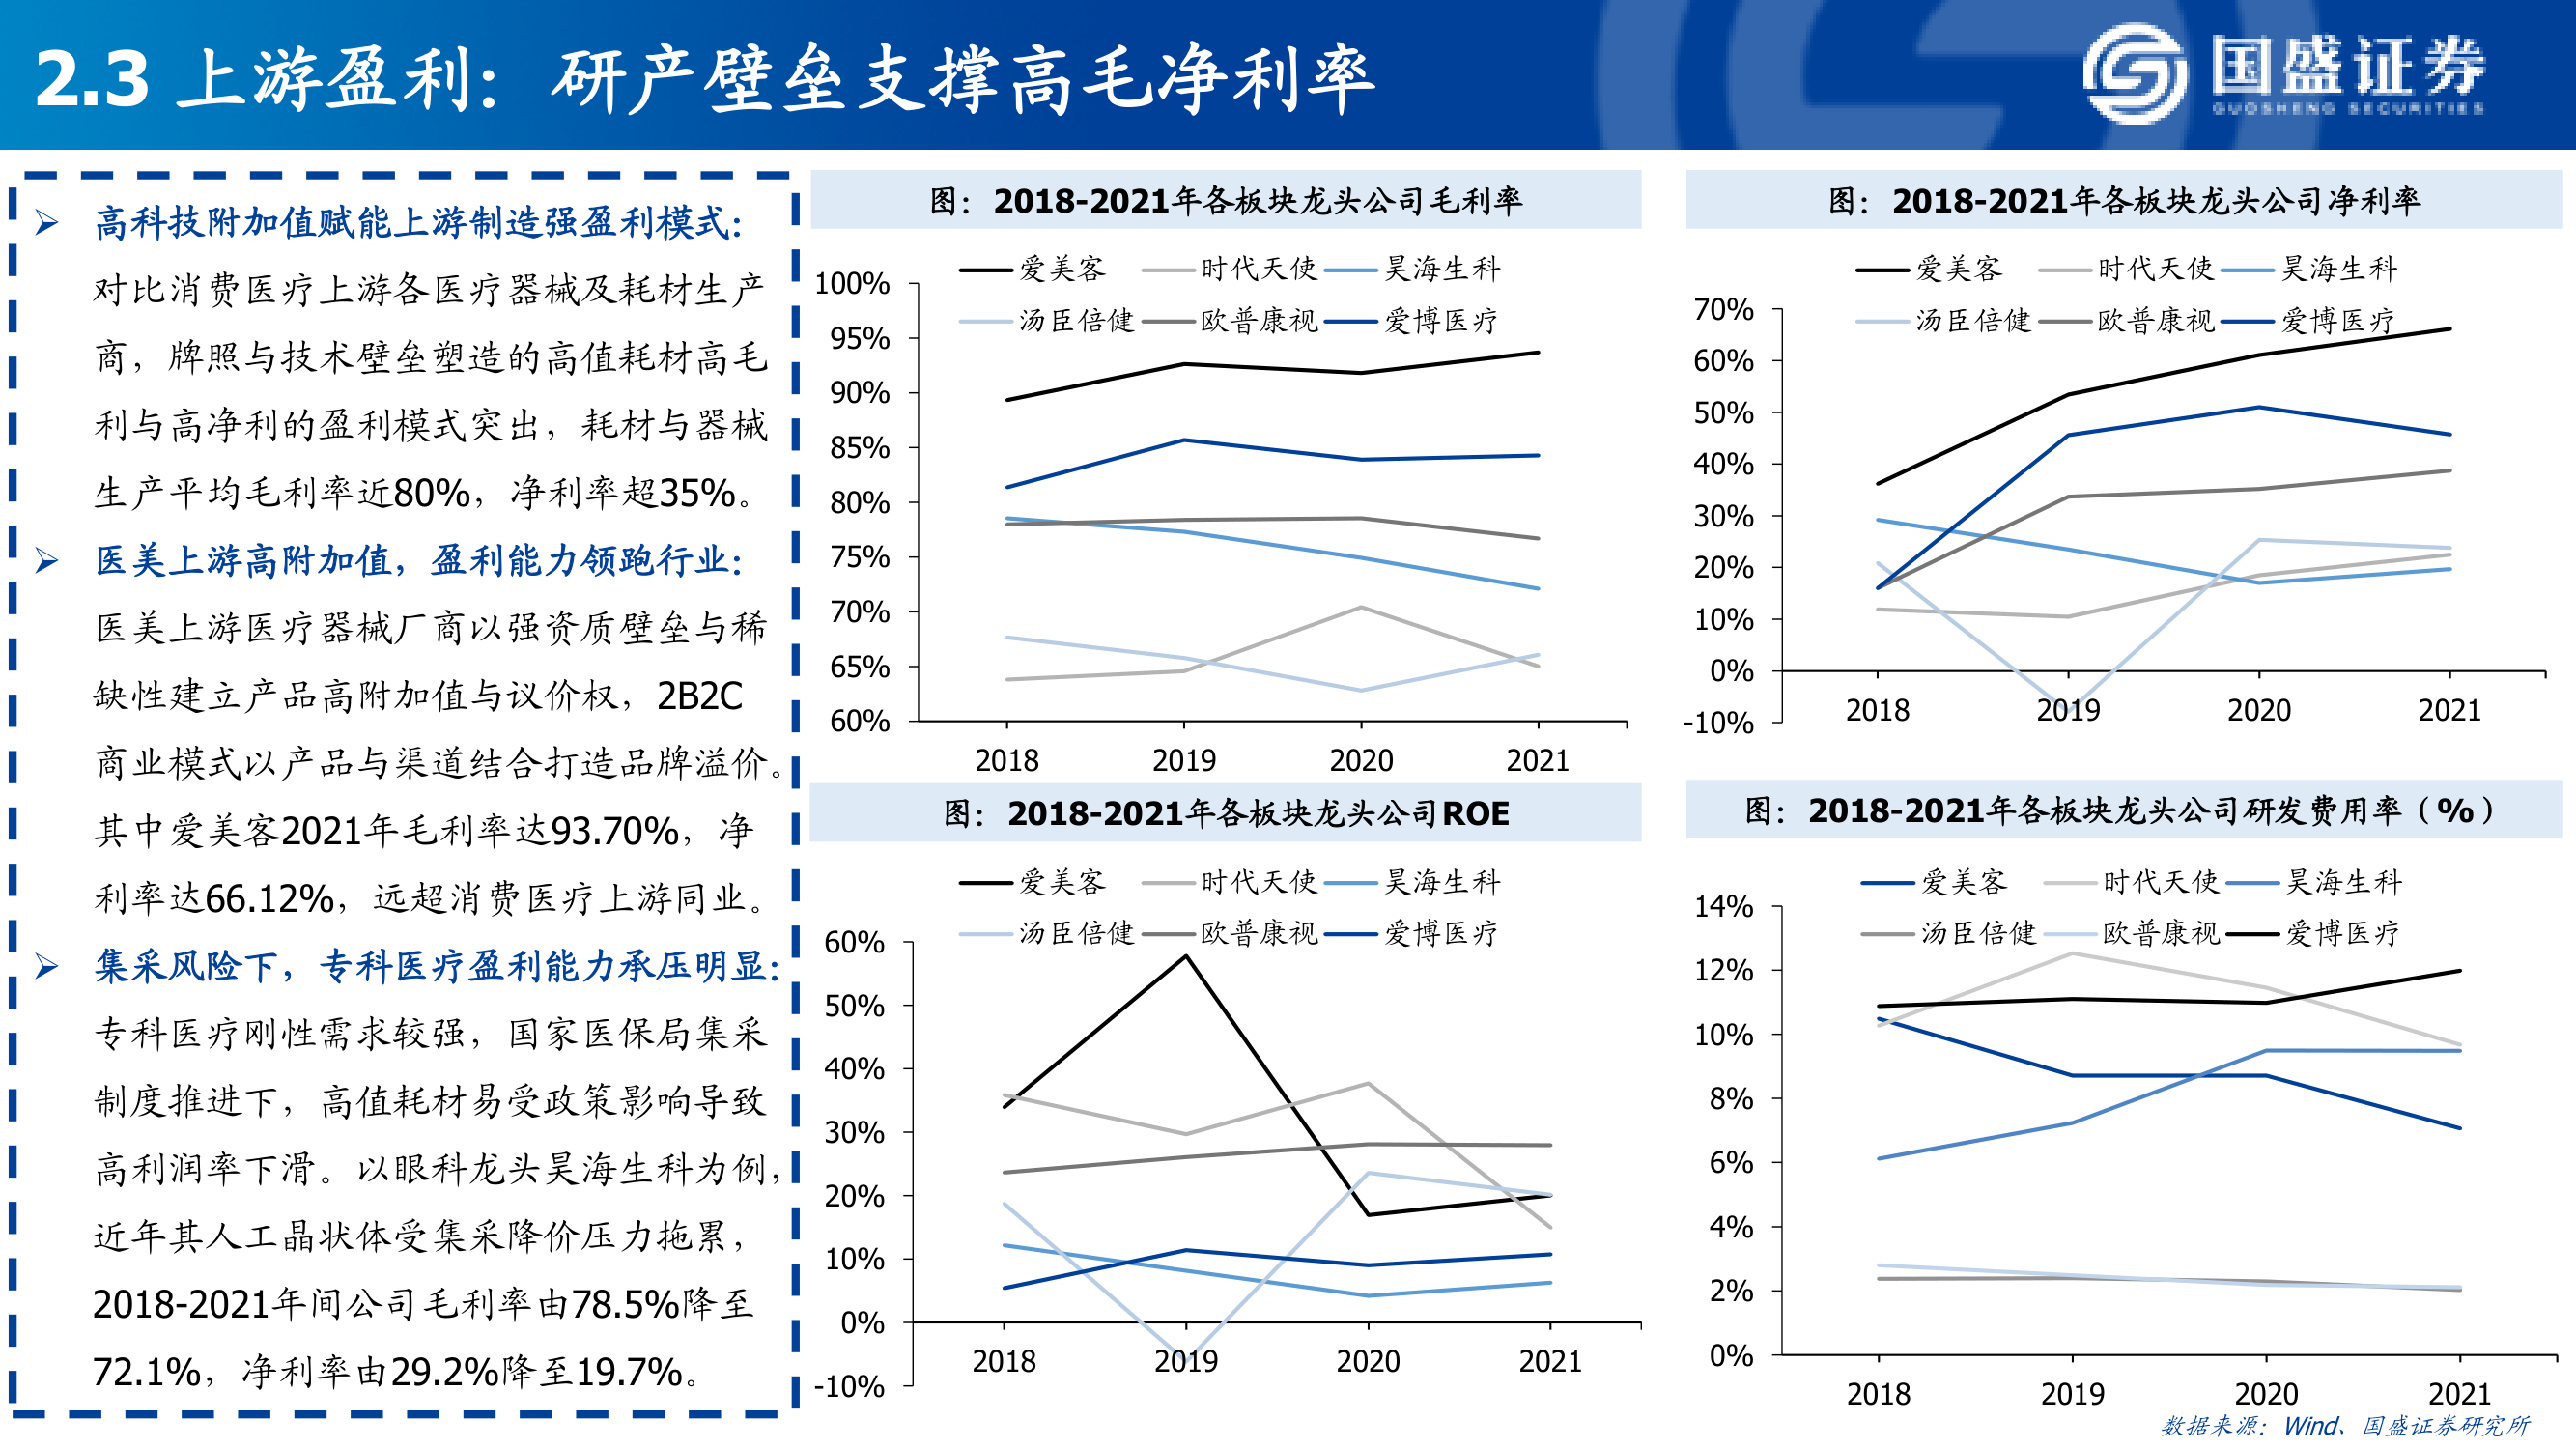 2.3 上游盈利：研产壁垒支撑高毛净利率
国盛证券
GUOSHENG SECURITIES
➢ 高科技附加值赋能上游制造强盈利模式：
对比消费医疗上游各医疗器械及耗材生产
商，牌照与技术壁垒塑造的高值耗材高毛
利与高净利的盈利模式突出，耗材与器械
生产平均毛利率近80%，净利率超35%。
➢ 医美上游高附加值，盈利能力领跑行业：
医美上游医疗器械厂商以强资质壁垒与稀
缺性建立产品高附加值与议价权，2B2C
商业模式以产品与渠道结合打造品牌溢价。
其中爱美客2021年毛利率达93.70%，净
利率达66.12%，远超消费医疗上游同业。
➢ 集采风险下，专科医疗盈利能力承压明显：
专科医疗刚性需求较强，国家医保局集采
制度推进下，高值耗材易受政策影响导致
高利润率下滑。以眼科龙头昊海生科为例，
近年其人工晶状体受集采降价压力拖累，
2018-2021年间公司毛利率由78.5%降至
72.1%，净利率由29.2%降至19.7%。
图：2018-2021年各板块龙头公司毛利率
爱美客 时代天使 昊海生科
汤臣倍健 欧普康视 爱博医疗
100%
95%
90%
85%
80%
75%
70%
65%
60%
2018 2019 2020 2021
图：2018-2021年各板块龙头公司净利率
爱美客 时代天使 昊海生科
汤臣倍健 欧普康视 爱博医疗
70%
60%
50%
40%
30%
20%
10%
0%
-10%
2018 2019 2020 2021
图：2018-2021年各板块龙头公司ROE
爱美客 时代天使 昊海生科
汤臣倍健 欧普康视 爱博医疗
60%
50%
40%
30%
20%
10%
0%
-10%
2018 2019 2020 2021
图：2018-2021年各板块龙头公司研发费用率（%）
爱美客 时代天使 昊海生科
汤臣倍健 欧普康视 爱博医疗
14%
12%
10%
8%
6%
4%
2%
0%
2018 2019 2020 2021
数据来源：Wind、国盛证券研究所